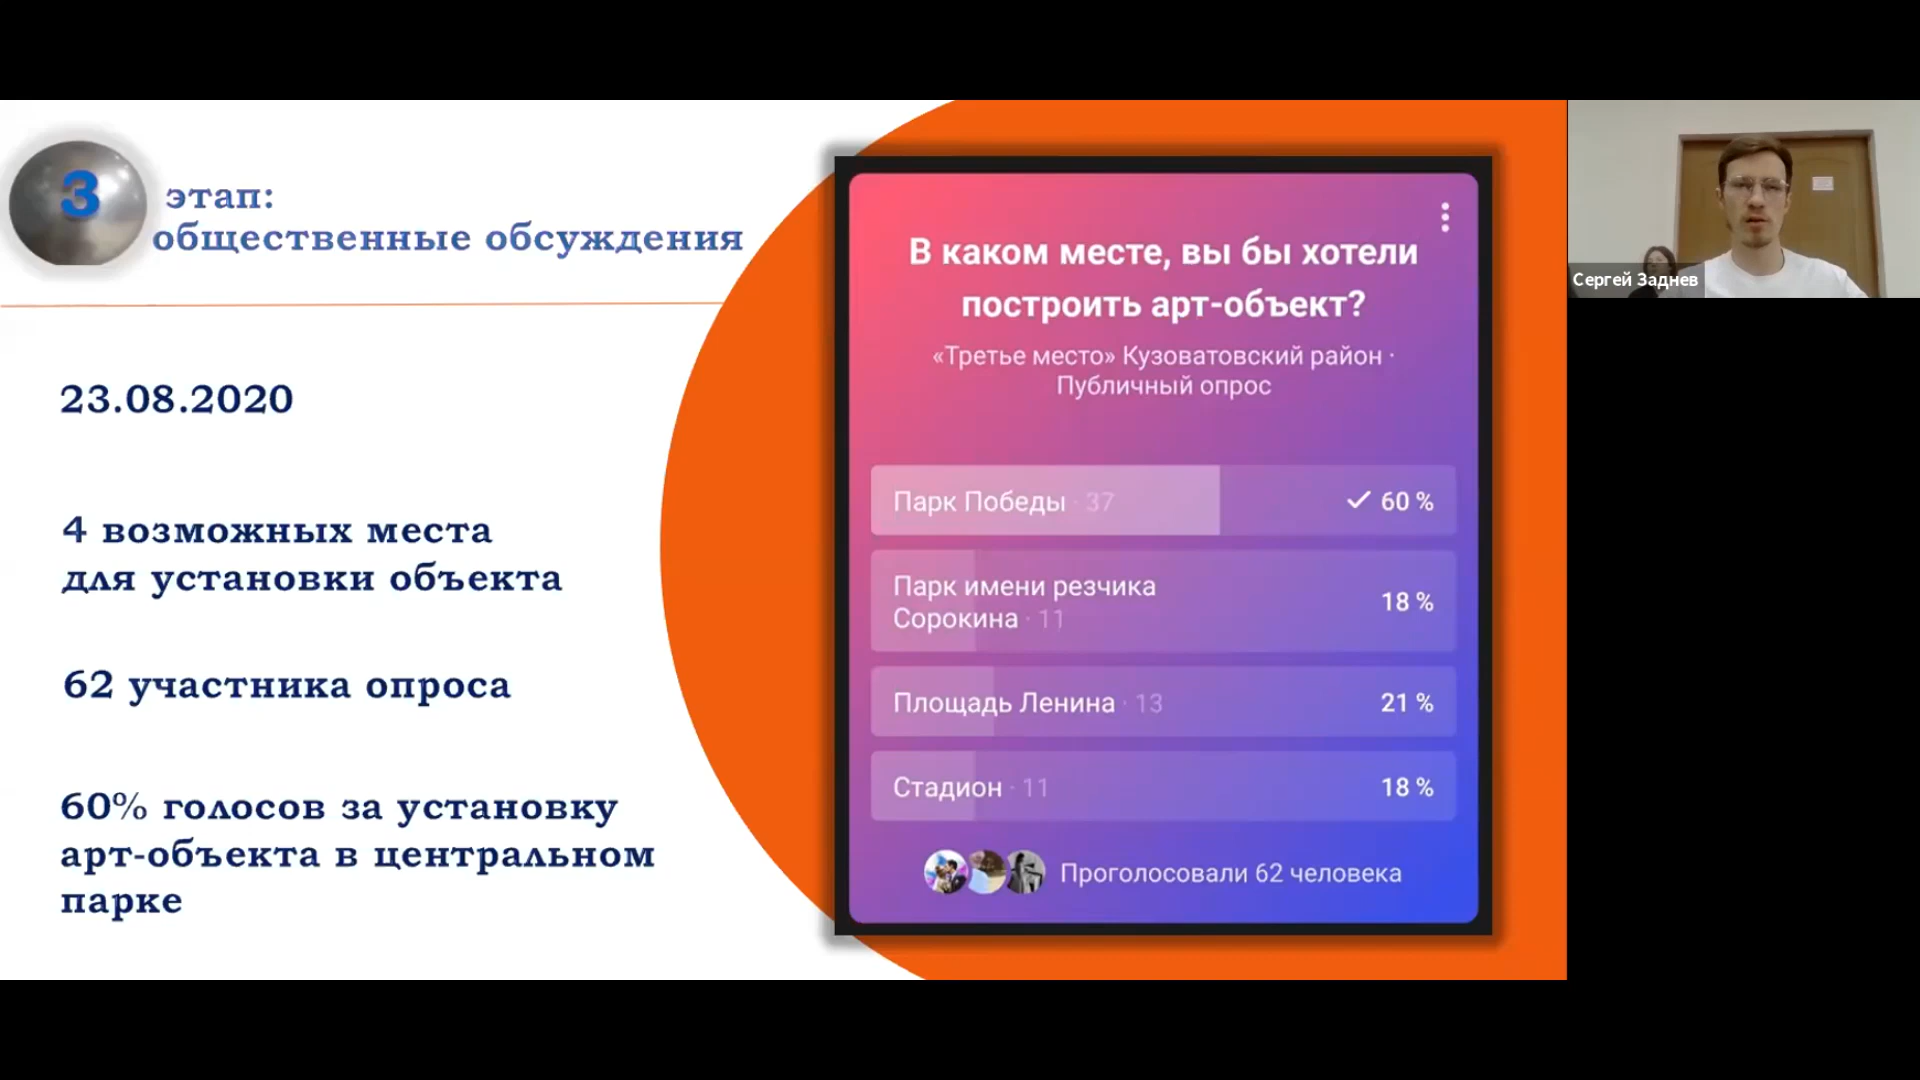 3
этап:
общественные обсуждения
23.08.2020
4 возможных места
для установки объекта
62 участника опроса
60% голосов за установку
арт-объекта в центральном
парке
В каком месте, вы бы хотели
построить арт-объект?
«Третье место» Кузоватовский район ·
Публичный опрос
Парк Победы · 37 60 %
Парк имени резчика
Сорокина · 11 18 %
Площадь Ленина · 13 21 %
Стадион · 11 18 %
Проголосовали 62 человека
Сергей Заднев